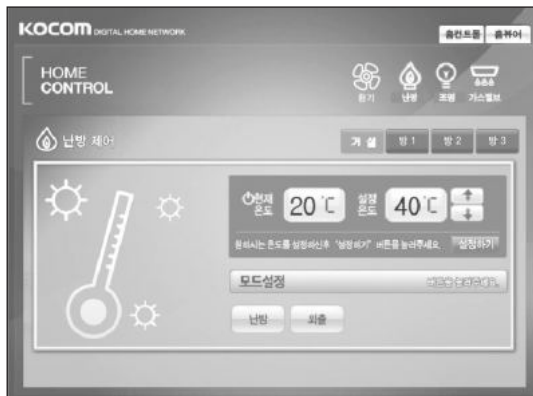 KOCOM DIGITAL HOME NETWORK
홈컨트롤 홈뷰어
HOME
CONTROL
환기 난방 조명 가스밸브
난방 제어
거실 방1 방2 방3
현재 온도 20℃ 설정 온도 40℃
원하시는 온도를 설정하신후 "설정하기" 버튼을 눌러주세요. 설정하기
모드설정
난방 외출